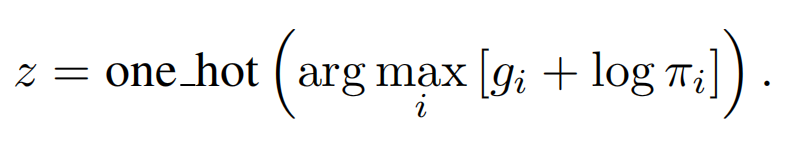 z = one_hot ( arg max_i [g_i + log π_i] ) .